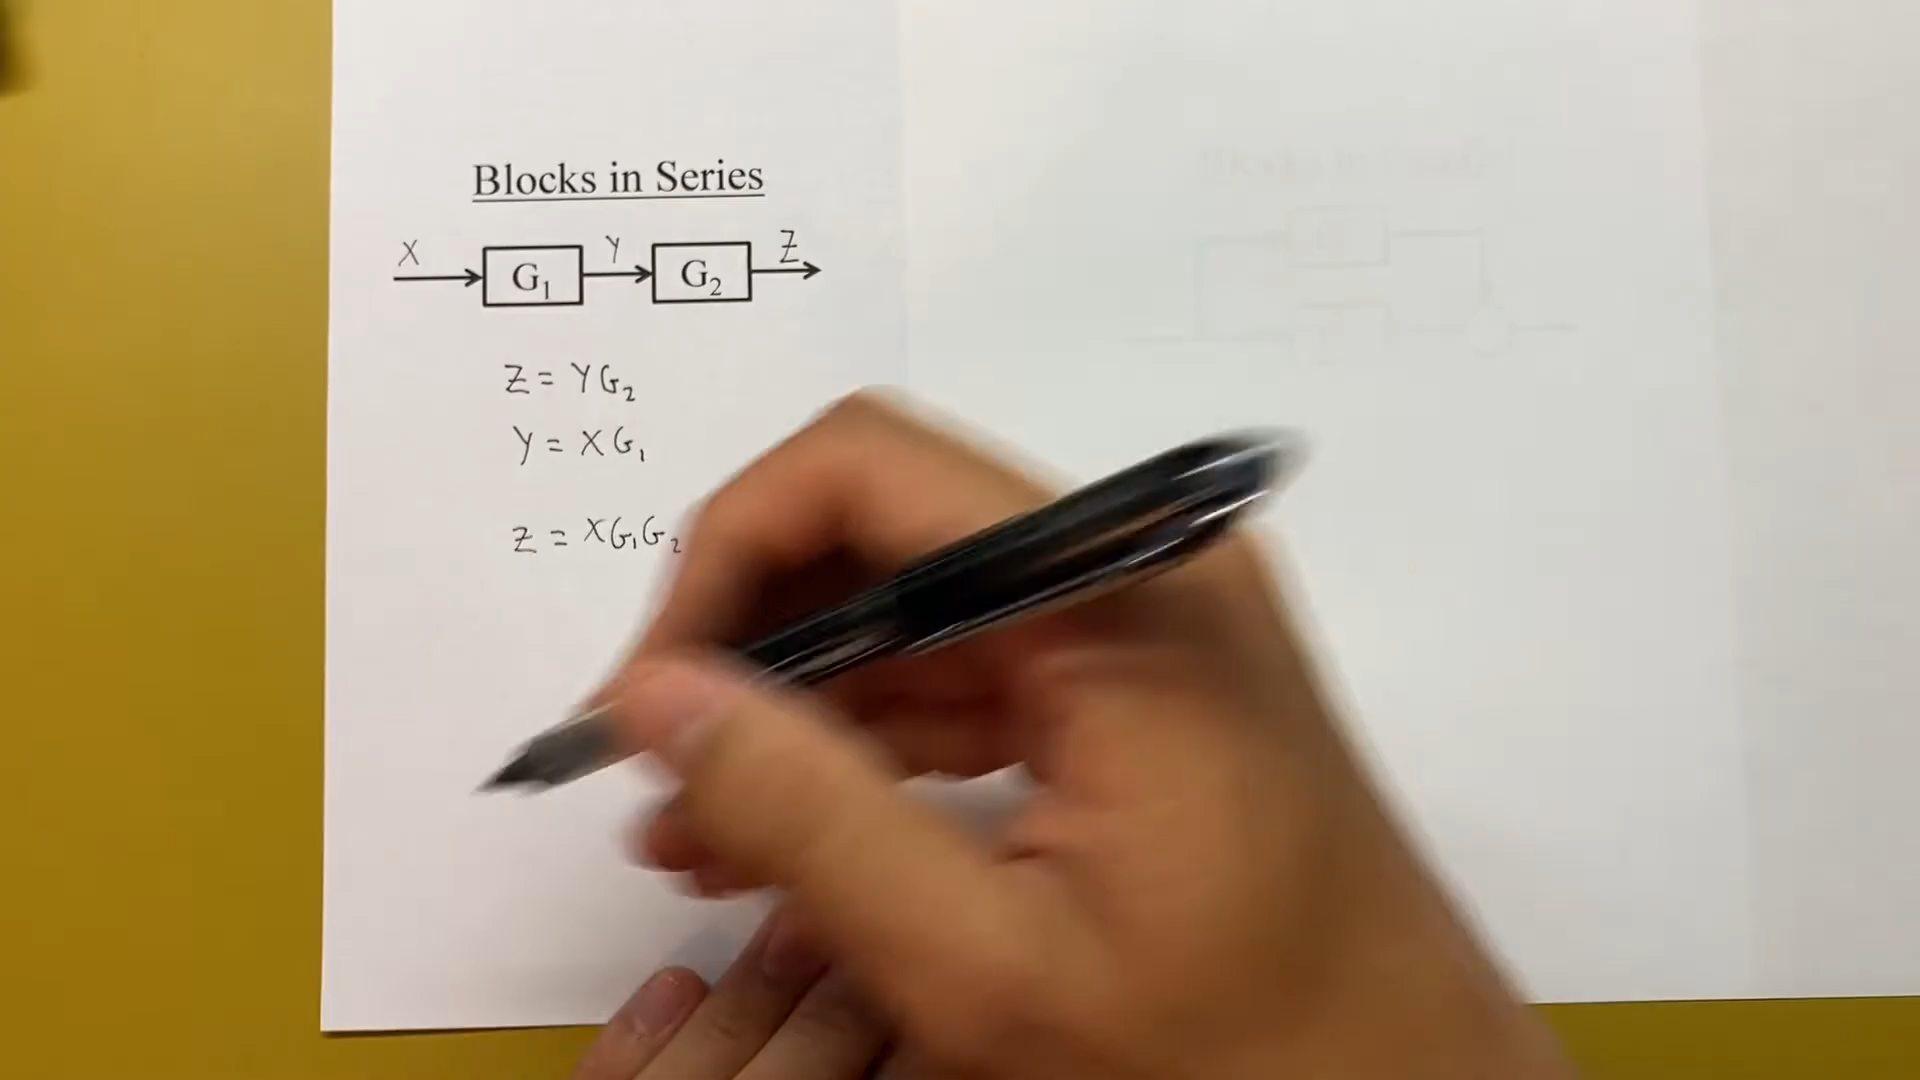 Blocks in Series
X G₁ Y G₂ Z
Z = YG₂
Y = XG₁
Z = XG₁G₂